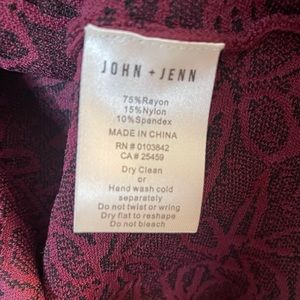 JOHN + JENN
75%Rayon
15%Nylon
10%Spandex
MADE IN CHINA
RN # 0103842
CA # 25459
Dry Clean
or
Hand wash cold
separately
Do not twist or wring
Dry flat to reshape
Do not bleach